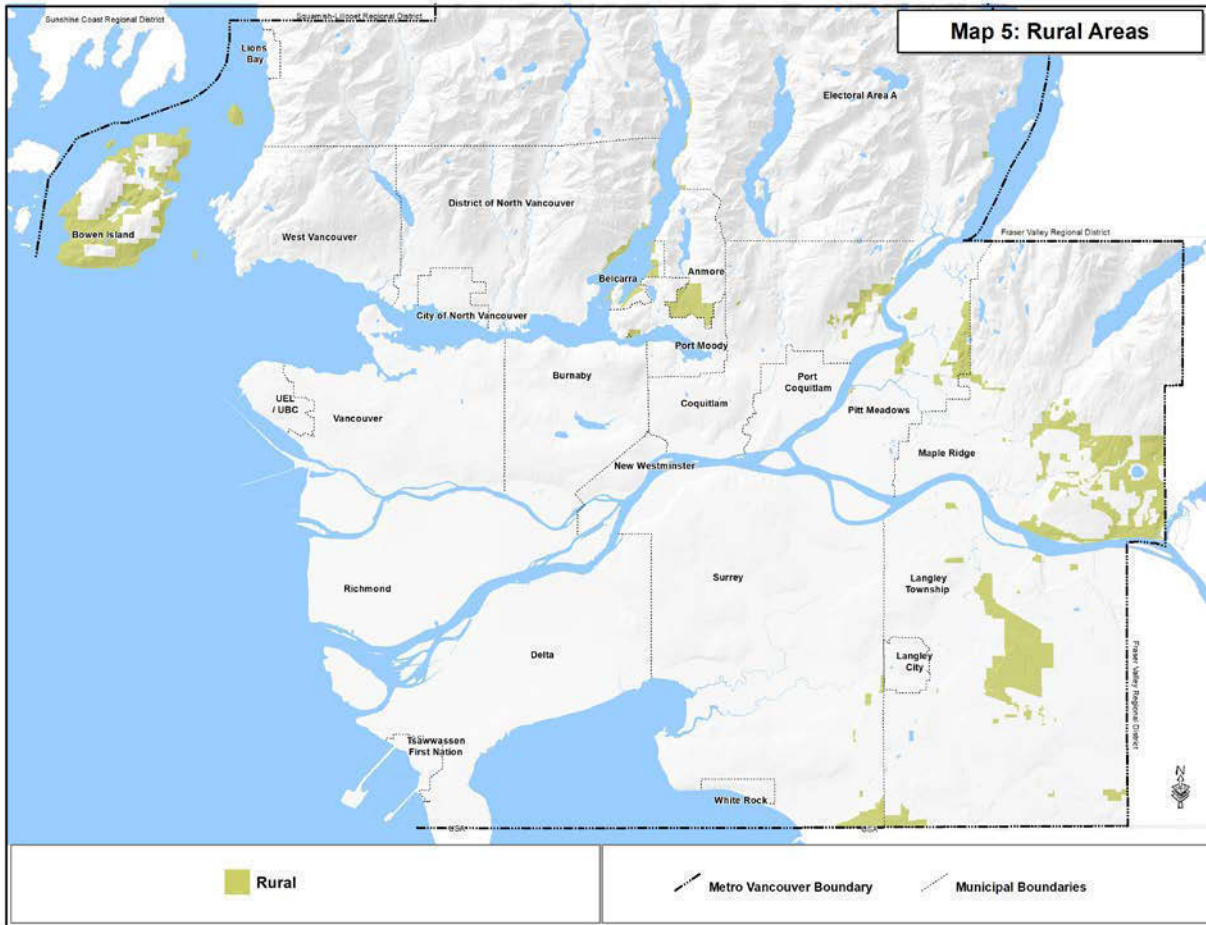 Map 5: Rural Areas
Sunshine Coast Regional District
Squamish-Lillooet Regional District
Lions
Bay
Electoral Area A
Bowen Island
West Vancouver
District of North Vancouver
Fraser Valley Regional District
Belcarra
Anmore
City of North Vancouver
Port Moody
UEL
/ UBC
Vancouver
Burnaby
Coquitlam
Port
Coquitlam
Pitt Meadows
Maple Ridge
New Westminster
Richmond
Surrey
Langley
Township
Delta
Langley
City
Fraser Valley Regional District
Tsawwassen
First Nation
White Rock
N
USA
USA
Rural
Metro Vancouver Boundary
Municipal Boundaries